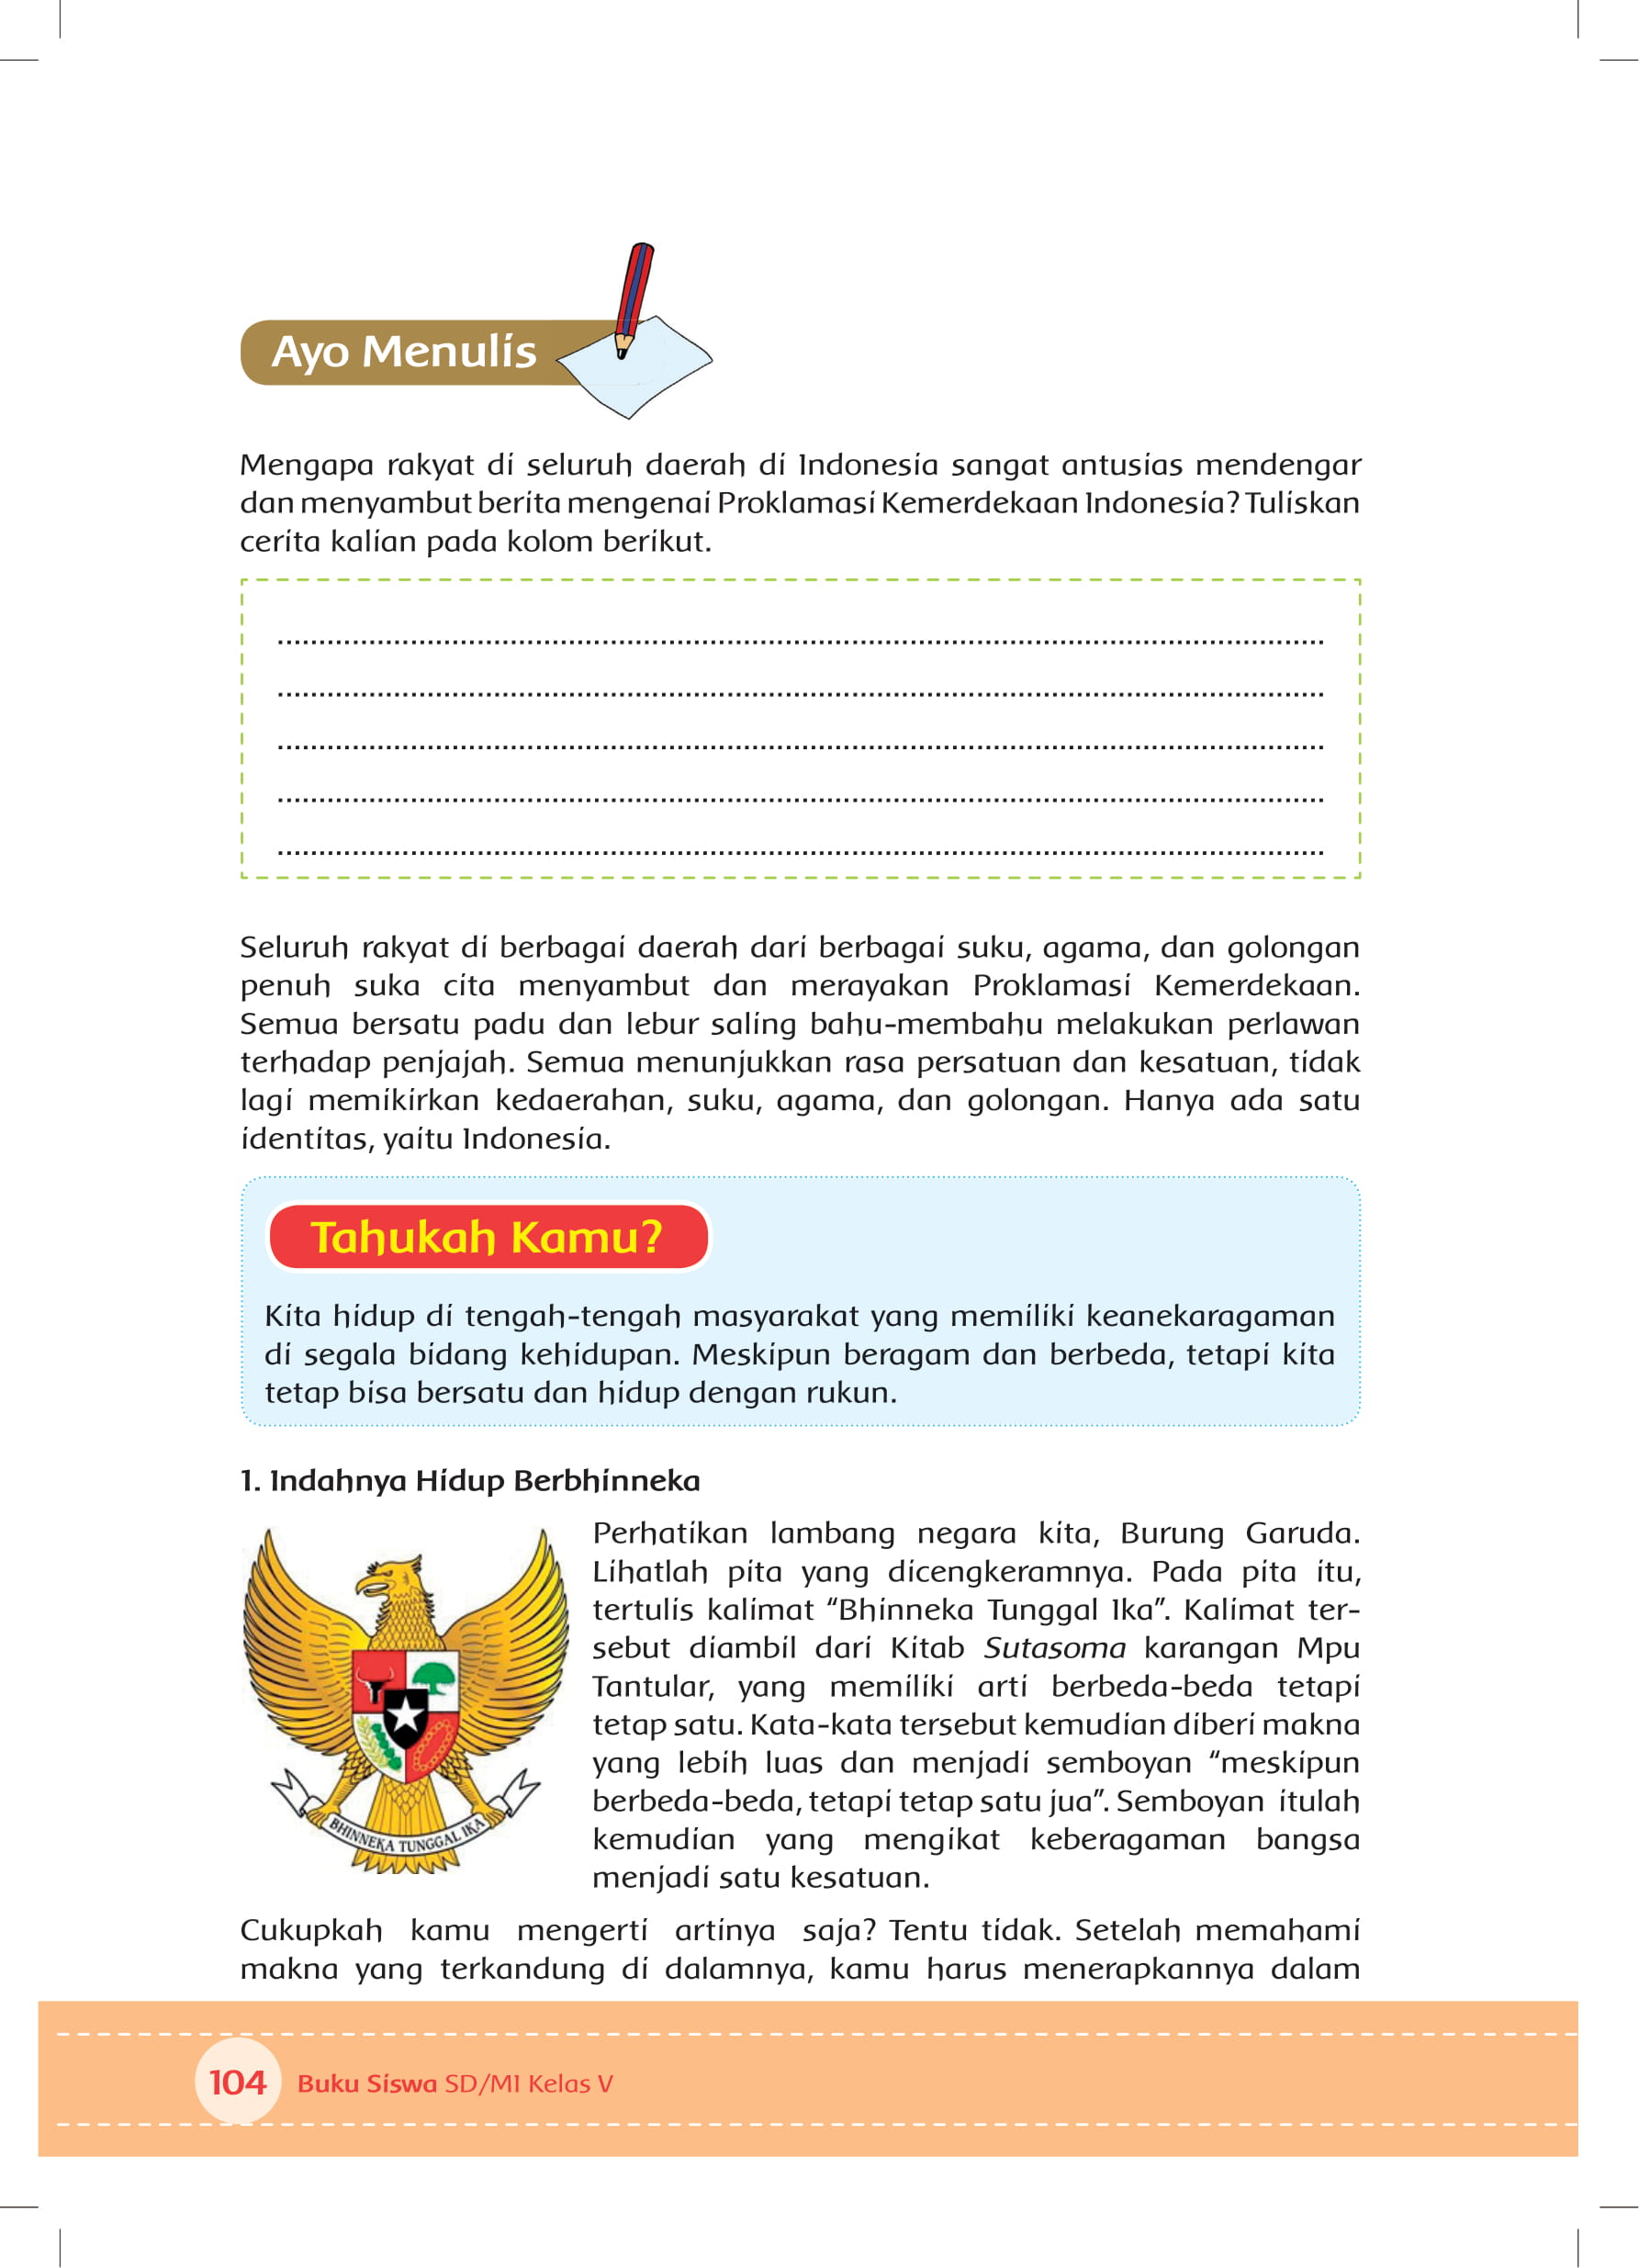 Ayo Menulis
Mengapa rakyat di seluruh daerah di Indonesia sangat antusias mendengar
dan menyambut berita mengenai Proklamasi Kemerdekaan Indonesia? Tuliskan
cerita kalian pada kolom berikut.
Seluruh rakyat di berbagai daerah dari berbagai suku, agama, dan golongan
penuh suka cita menyambut dan merayakan Proklamasi Kemerdekaan.
Semua bersatu padu dan lebur saling bahu-membahu melakukan perlawan
terhadap penjajah. Semua menunjukkan rasa persatuan dan kesatuan, tidak
lagi memikirkan kedaerahan, suku, agama, dan golongan. Hanya ada satu
identitas, yaitu Indonesia.
Tahukah Kamu?
Kita hidup di tengah-tengah masyarakat yang memiliki keanekaragaman
di segala bidang kehidupan. Meskipun beragam dan berbeda, tetapi kita
tetap bisa bersatu dan hidup dengan rukun.
1. Indahnya Hidup Berbhinneka
Perhatikan lambang negara kita, Burung Garuda.
Lihatlah pita yang dicengkeramnya. Pada pita itu,
tertulis kalimat “Bhinneka Tunggal Ika”. Kalimat ter-
sebut diambil dari Kitab Sutasoma karangan Mpu
Tantular, yang memiliki arti berbeda-beda tetapi
tetap satu. Kata-kata tersebut kemudian diberi makna
yang lebih luas dan menjadi semboyan “meskipun
berbeda-beda, tetapi tetap satu jua”. Semboyan itulah
kemudian yang mengikat keberagaman bangsa
menjadi satu kesatuan.
BHINNEKA TUNGGAL IKA
Cukupkah kamu mengerti artinya saja? Tentu tidak. Setelah memahami
makna yang terkandung di dalamnya, kamu harus menerapkannya dalam
104 Buku Siswa SD/MI Kelas V